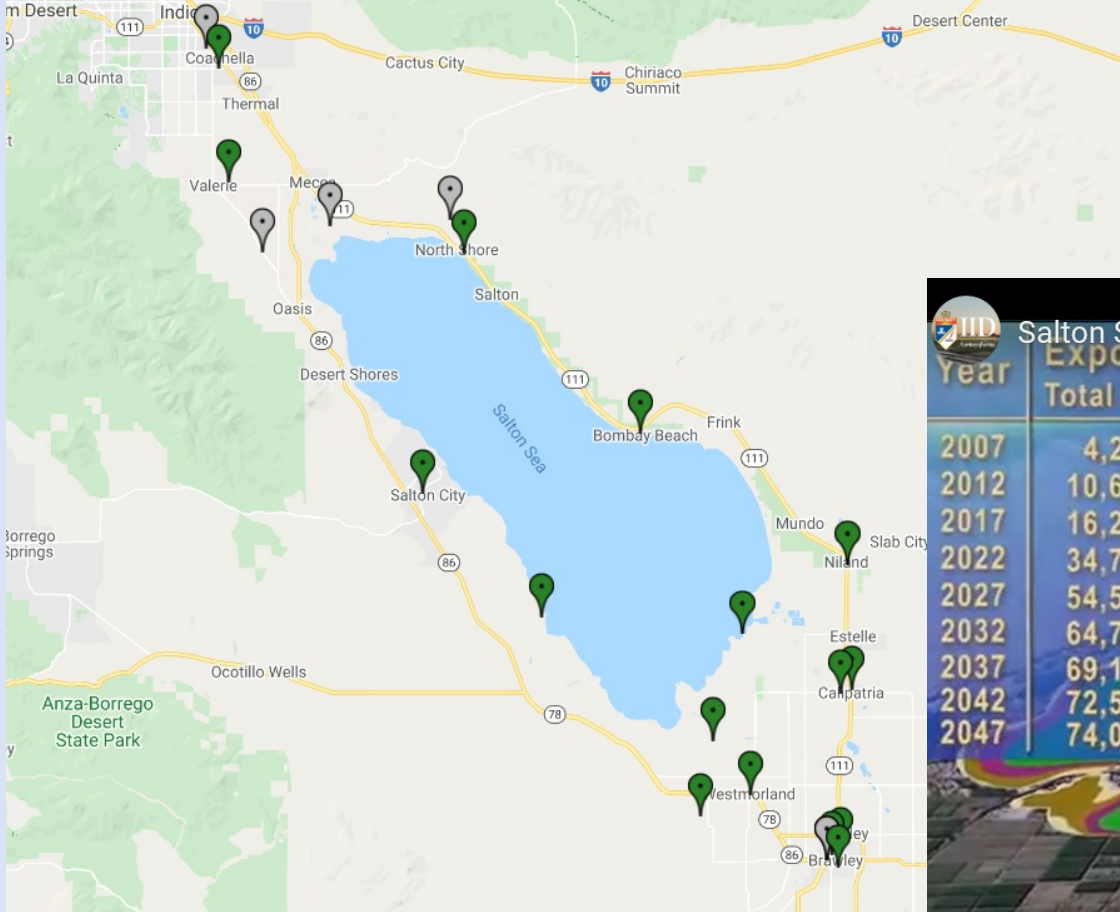 m Desert
Indio
111
10
Desert Center
Coachella
Cactus City
10
10
La Quinta
86
Chiriaco
Summit
Thermal
Valerie
Mecca
11
North Shore
Salton
Oasis
86
Desert Shores
111
Salton Sea
Bombay Beach
Frink
111
Salton City
Borrego
Springs
Mundo
Slab City
Niland
86
Estelle
Ocotillo Wells
Calipatria
Anza-Borrego
Desert
State Park
78
111
Westmorland
78
ley
86
Brawley
IID
Salton S
Year
Expo
Total
2007 4,2
2012 10,6
2017 16,2
2022 34,7
2027 54,5
2032 64,7
2037 69,1
2042 72,5
2047 74,0